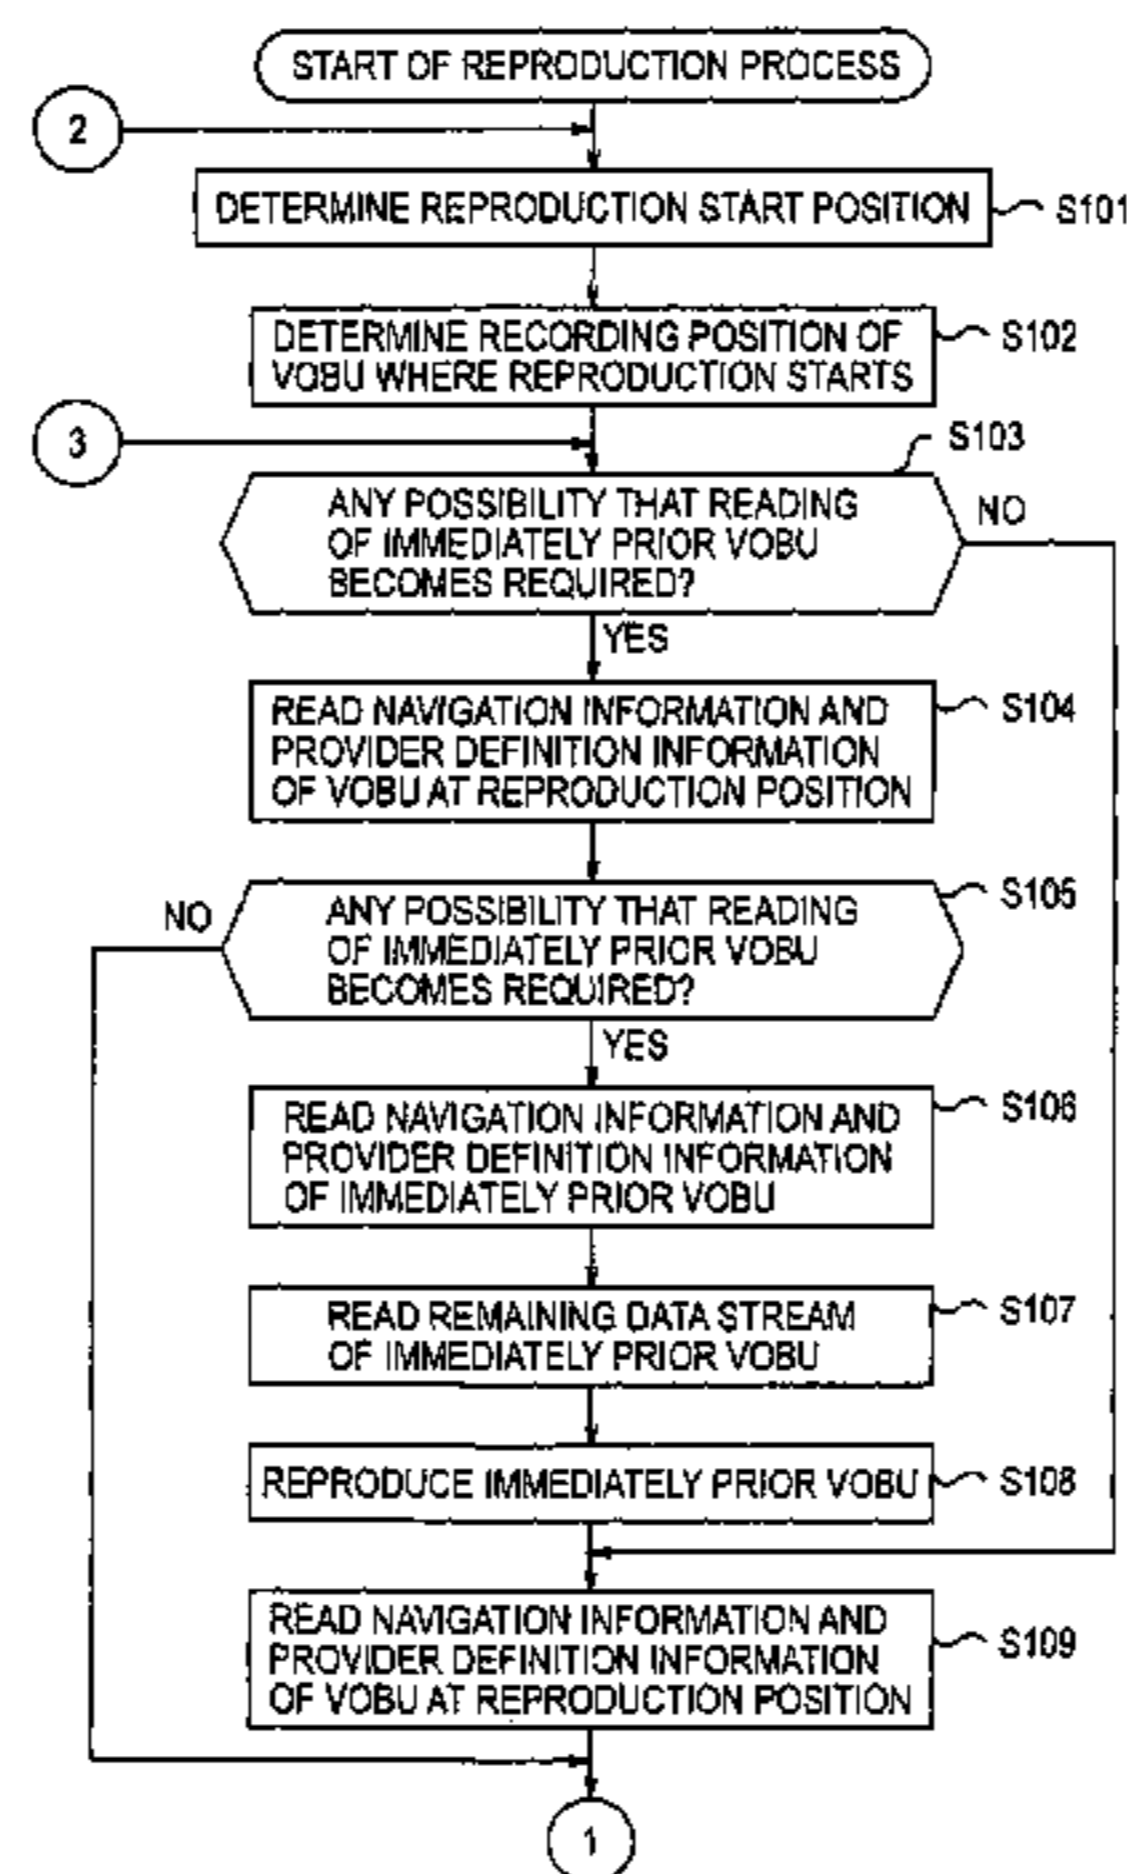 START OF REPRODUCTION PROCESS
2
DETERMINE REPRODUCTION START POSITION
S101
DETERMINE RECORDING POSITION OF
VOBU WHERE REPRODUCTION STARTS
S102
3
S103
ANY POSSIBILITY THAT READING
OF IMMEDIATELY PRIOR VOBU
BECOMES REQUIRED?
NO
YES
READ NAVIGATION INFORMATION AND
PROVIDER DEFINITION INFORMATION
OF VOBU AT REPRODUCTION POSITION
S104
NO
ANY POSSIBILITY THAT READING
OF IMMEDIATELY PRIOR VOBU
BECOMES REQUIRED?
S105
YES
READ NAVIGATION INFORMATION AND
PROVIDER DEFINITION INFORMATION
OF IMMEDIATELY PRIOR VOBU
S106
READ REMAINING DATA STREAM
OF IMMEDIATELY PRIOR VOBU
S107
REPRODUCE IMMEDIATELY PRIOR VOBU
S108
READ NAVIGATION INFORMATION AND
PROVIDER DEFINITION INFORMATION
OF VOBU AT REPRODUCTION POSITION
S109
1